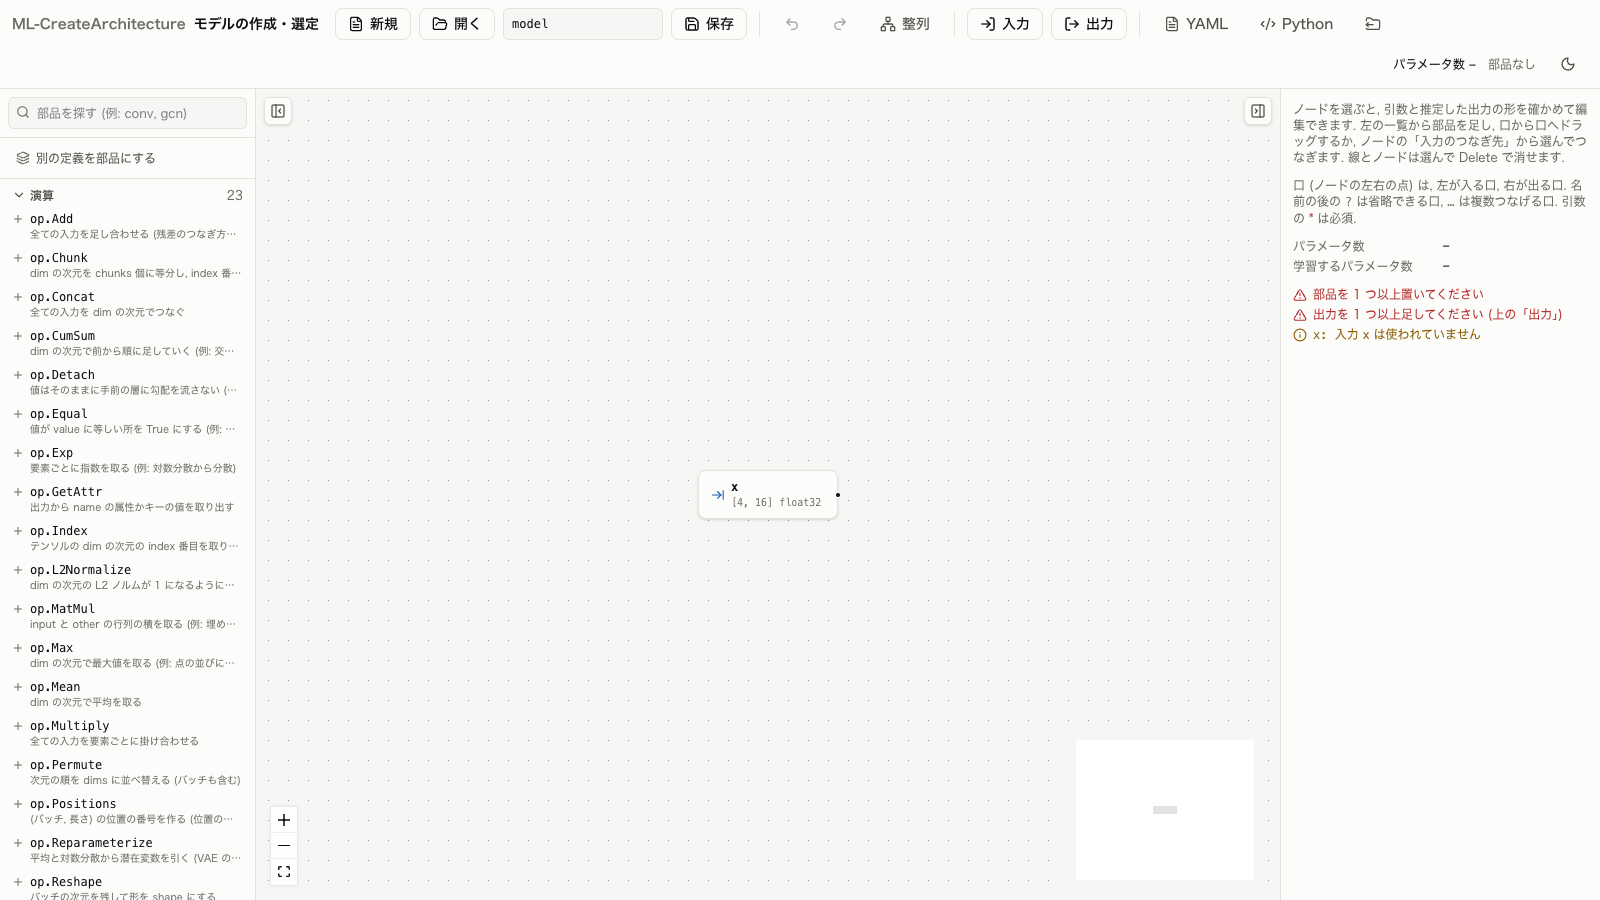 ML-CreateArchitecture モデルの作成・選定 新規 開く model 保存 整列 入力 出力 YAML Python
パラメータ数 – 部品なし
部品を探す (例: conv, gcn)
別の定義を部品にする
演算 23
op.Add
全ての入力を足し合わせる (残差のつなぎ方…
op.Chunk
dim の次元を chunks 個に等分し, index 番…
op.Concat
全ての入力を dim の次元でつなぐ
op.CumSum
dim の次元で前から順に足していく (例: 交…
op.Detach
値はそのままに手前の層に勾配を流さない (…
op.Equal
値が value に等しい所を True にする (例: …
op.Exp
要素ごとに指数を取る (例: 対数分散から分散)
op.GetAttr
出力から name の属性かキーの値を取り出す
op.Index
テンソルの dim の次元の index 番目を取り…
op.L2Normalize
dim の次元の L2 ノルムが 1 になるように…
op.MatMul
input と other の行列の積を取る (例: 埋め…
op.Max
dim の次元で最大値を取る (例: 点の並びに…
op.Mean
dim の次元で平均を取る
op.Multiply
全ての入力を要素ごとに掛け合わせる
op.Permute
次元の順を dims に並べ替える (バッチも含む)
op.Positions
(バッチ, 長さ) の位置の番号を作る (位置の…
op.Reparameterize
平均と対数分散から潜在変数を引く (VAE の…
op.Reshape
バッチの次元を残して形を shape にする
x
[4, 16] float32
ノードを選ぶと, 引数と推定した出力の形を確かめて編
集できます. 左の一覧から部品を足し, 口から口へドラ
ッグするか, ノードの「入力のつなぎ先」から選んでつ
なぎます. 線とノードは選んで Delete で消せます.
口 (ノードの左右の点) は, 左が入る口, 右が出る口. 名
前の後の ? は省略できる口, … は複数つなげる口. 引数
の * は必須.
パラメータ数 –
学習するパラメータ数 –
部品を 1 つ以上置いてください
出力を 1 つ以上足してください (上の「出力」)
x: 入力 x は使われていません